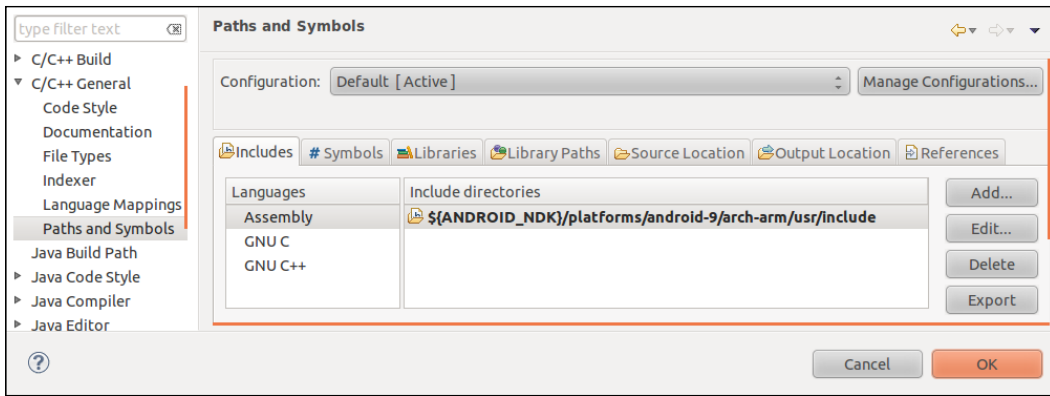 type filter text
C/C++ Build
C/C++ General
Code Style
Documentation
File Types
Indexer
Language Mappings
Paths and Symbols
Java Build Path
Java Code Style
Java Compiler
Java Editor
Paths and Symbols
Configuration: Default [Active] Manage Configurations...
Includes # Symbols Libraries Library Paths Source Location Output Location References
Languages Include directories Add...
Assembly ${ANDROID_NDK}/platforms/android-9/arch-arm/usr/include
GNU C Edit...
GNU C++ Delete
Export
Cancel OK